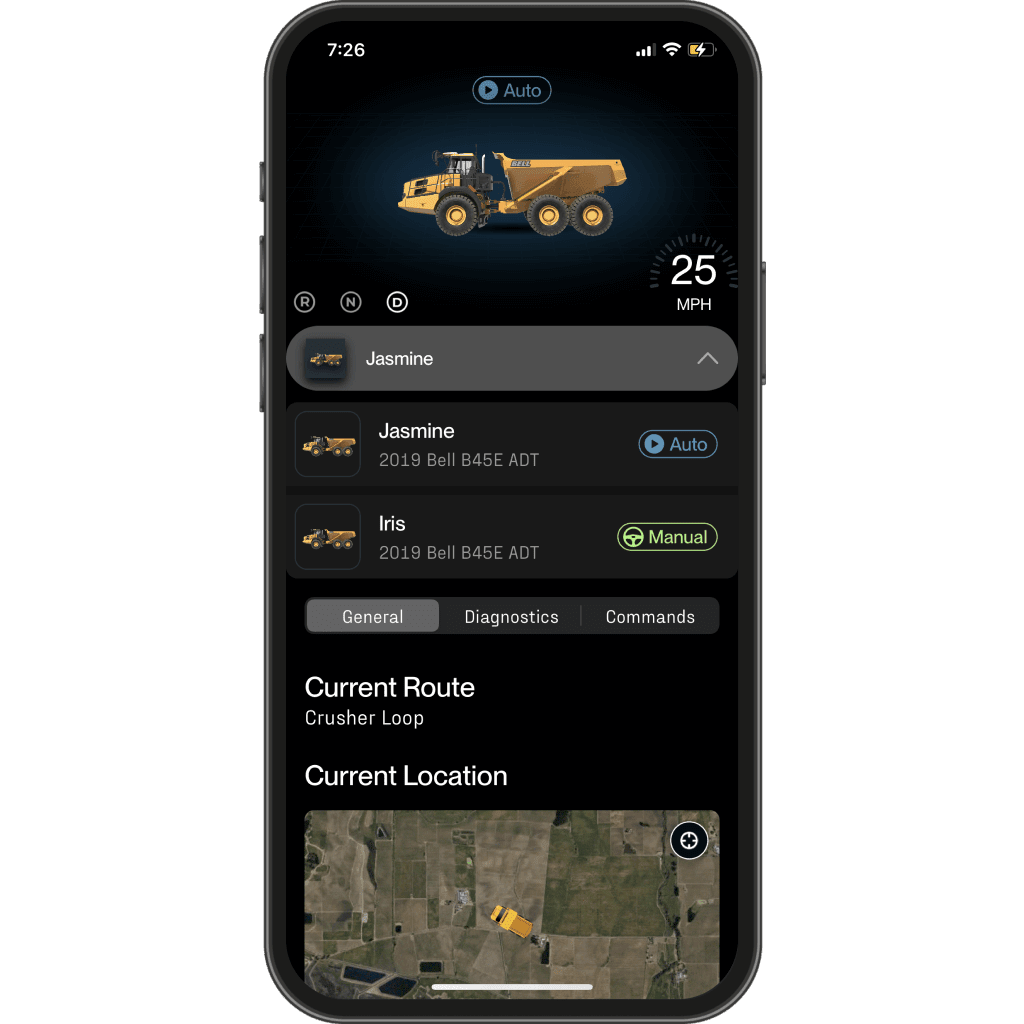 7:26
Auto
BELL
25
MPH
R N D
Jasmine
Jasmine
2019 Bell B45E ADT
Auto
Iris
2019 Bell B45E ADT
Manual
General Diagnostics Commands
Current Route
Crusher Loop
Current Location